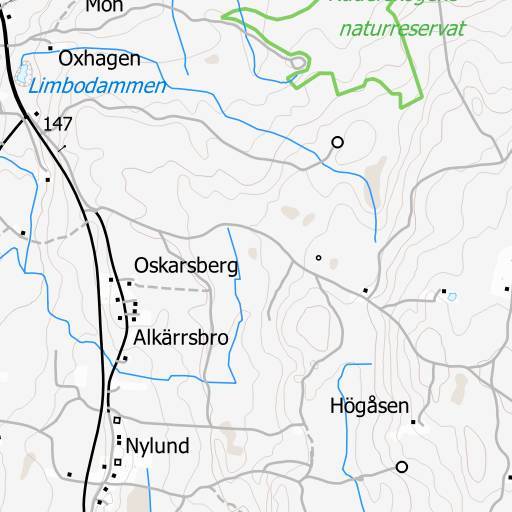 Mon
naturreservat
Oxhagen
Limbodammen
147
Oskarsberg
Alkärrsbro
Högåsen
Nylund